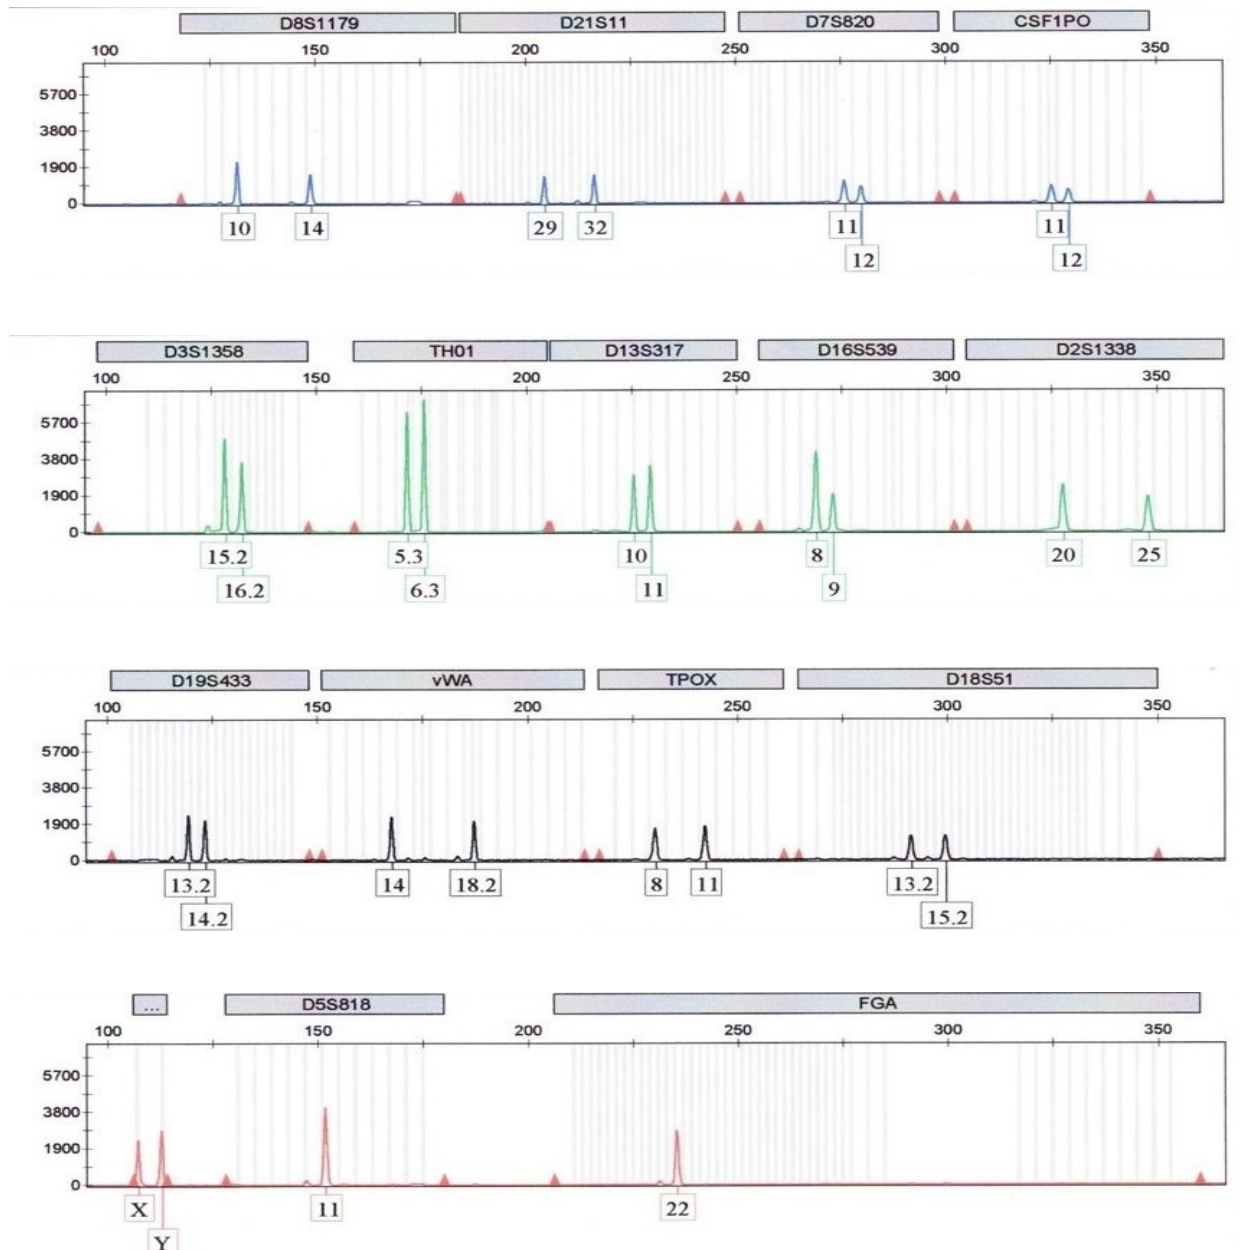 D8S1179 D21S11 D7S820 CSF1PO
100 150 200 250 300 350
5700
3800
1900
0
10 14 29 32 11 11
12 12
D3S1358 TH01 D13S317 D16S539 D2S1338
100 150 200 250 300 350
5700
3800
1900
0
15.2 5.3 10 8 20 25
16.2 6.3 11 9
D19S433 vWA TPOX D18S51
100 150 200 250 300 350
5700
3800
1900
0
13.2 14 18.2 8 11 13.2
14.2 15.2
... D5S818 FGA
100 150 200 250 300 350
5700
3800
1900
0
X 11 22
Y